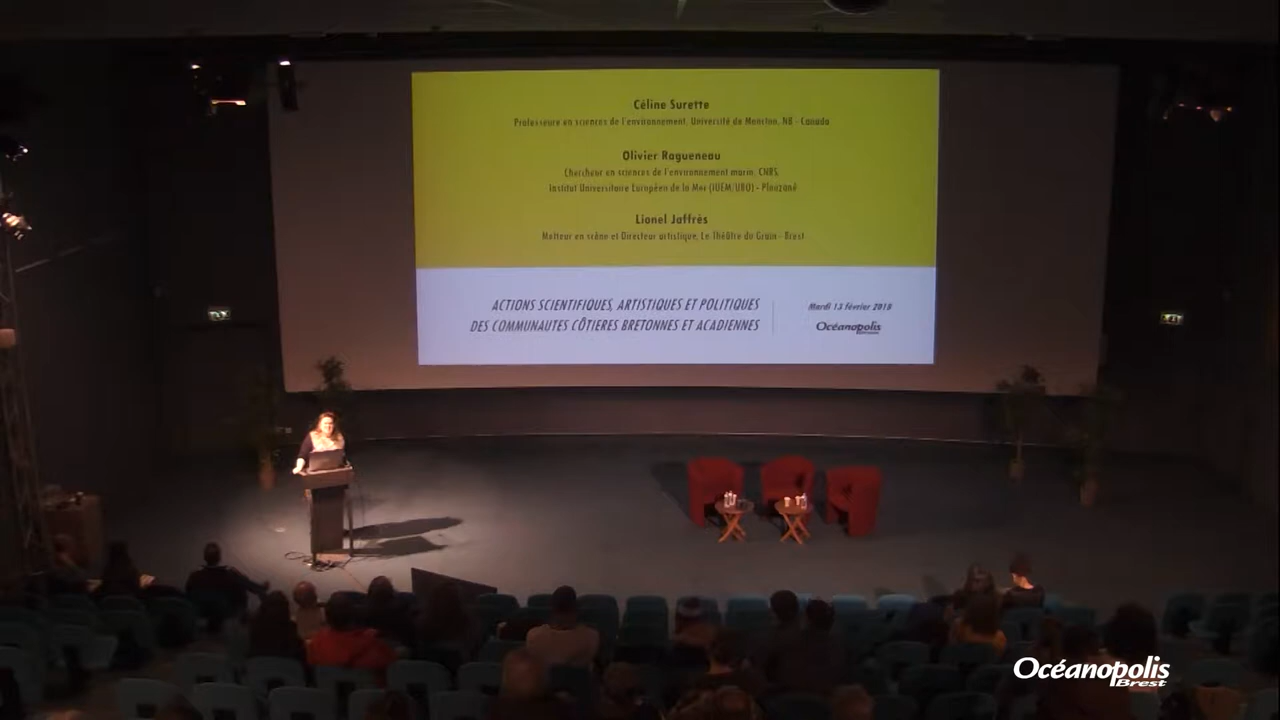 Céline Surette
Professeure en sciences de l'environnement, Université de Moncton, NB - Canada
Olivier Ragueneau
Chercheur en sciences de l'environnement marin, CNRS,
Institut Universitaire Européen de la Mer (IUEM/UBO) - Plouzané
Lionel Jaffrès
Metteur en scène et Directeur artistique, Le Théâtre du Grain - Brest
ACTIONS SCIENTIFIQUES, ARTISTIQUES ET POLITIQUES
DES COMMUNAUTES CÔTIERES BRETONNES ET ACADIENNES
Mardi 13 février 2018
Océanopolis
Océanopolis
Brest